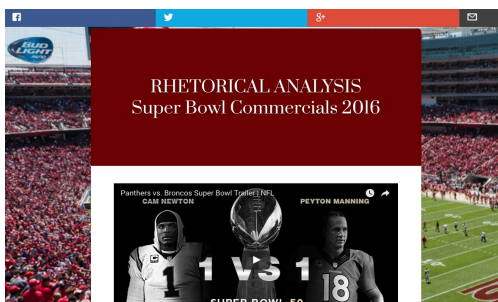 BUD
LIGHT
RHETORICAL ANALYSIS
Super Bowl Commercials 2016
Panthers vs. Broncos Super Bowl Trailer | NFL
CAM NEWTON
PEYTON MANNING
1 VS 1
1
18
SUPER BOWL 50